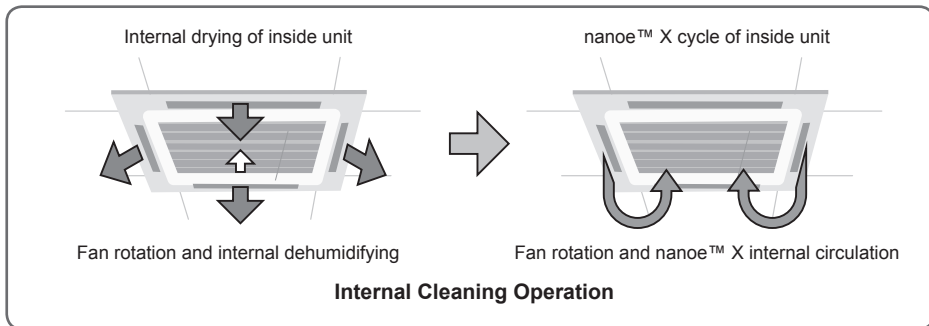 Internal drying of inside unit
nanoe™ X cycle of inside unit
Fan rotation and internal dehumidifying
Fan rotation and nanoe™ X internal circulation
Internal Cleaning Operation